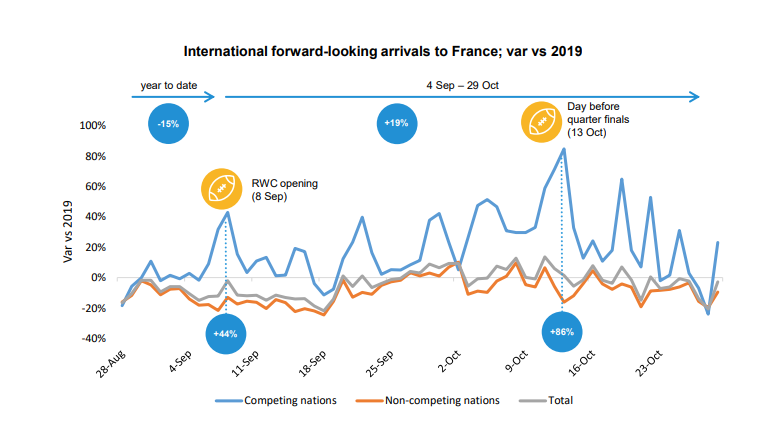 International forward-looking arrivals to France; var vs 2019
year to date
4 Sep – 29 Oct
-15%
+19%
Day before
quarter finals
(13 Oct)
RWC opening
(8 Sep)
Var vs 2019
100%
80%
60%
40%
20%
0%
-20%
-40%
+44%
+86%
28-Aug
4-Sep
11-Sep
18-Sep
25-Sep
2-Oct
9-Oct
16-Oct
23-Oct
Competing nations
Non-competing nations
Total